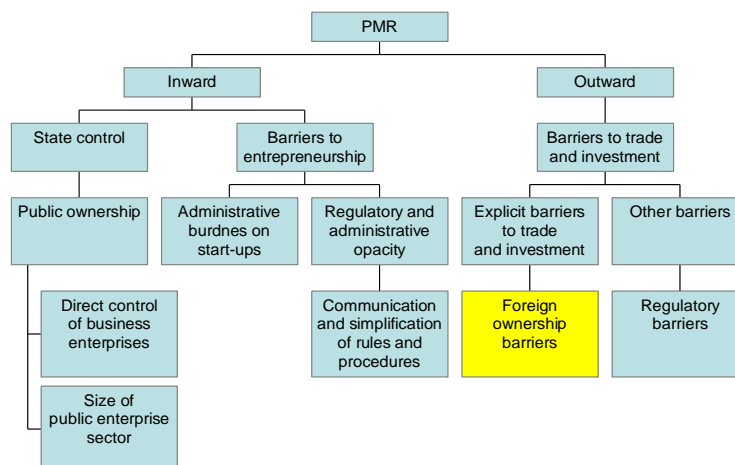 PMR
Inward
Outward
State control
Barriers to
entrepreneurship
Barriers to trade
and investment
Public ownership
Administrative
burdnes on
start-ups
Regulatory and
administrative
opacity
Explicit barriers
to trade
and investment
Other barriers
Direct control
of business
enterprises
Communication
and simplification
of rules and
procedures
Foreign
ownership
barriers
Regulatory
barriers
Size of
public enterprise
sector